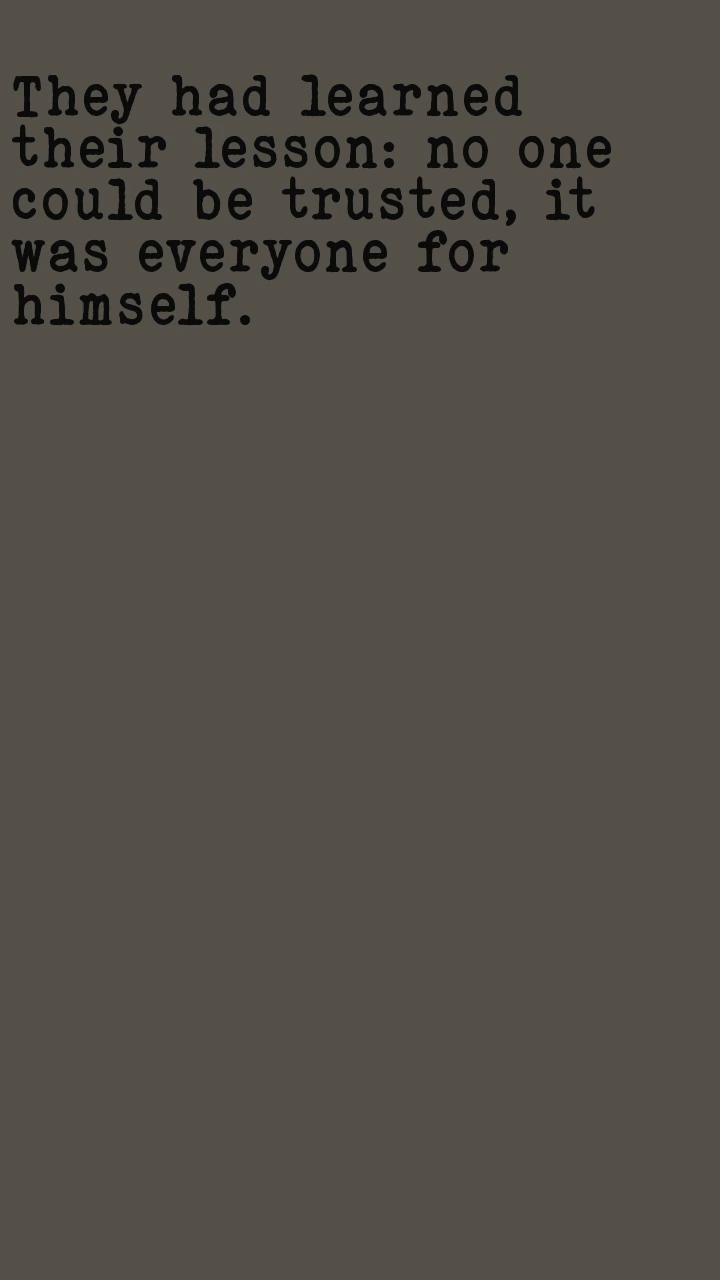 They had learned
their lesson: no one
could be trusted, it
was everyone for
himself.